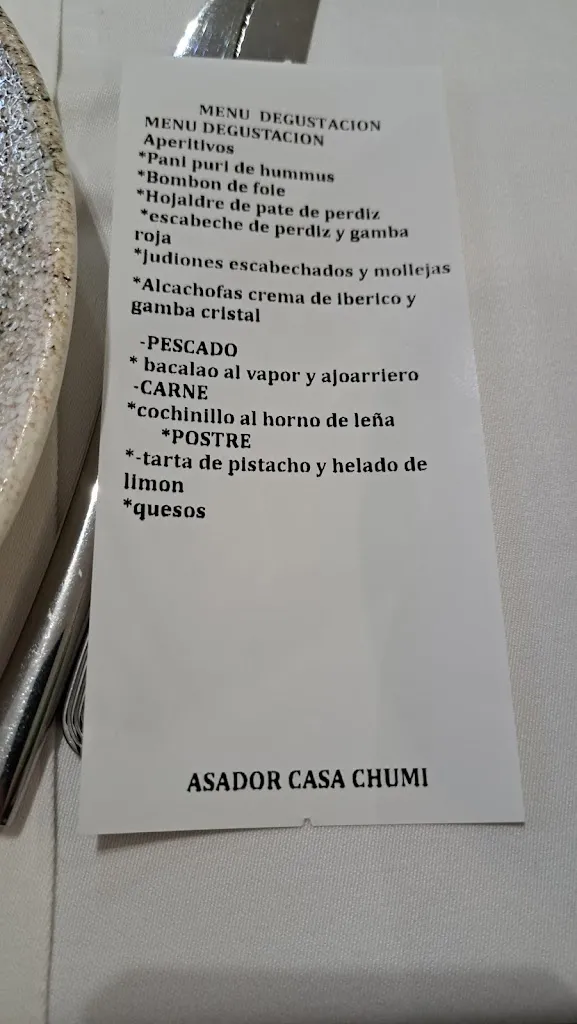 MENU DEGUSTACION
MENU DEGUSTACION
Aperitivos
*Pani puri de hummus
*Bombon de foie
*Hojaldre de pate de perdiz
*escabeche de perdiz y gamba
roja
*Judiones escabechados y mollejas
*Alcachofas crema de iberico y
gamba cristal
-PESCADO
* bacalao al vapor y ajoarriero
-CARNE
*cochinillo al horno de leña
*POSTRE
*-tarta de pistacho y helado de
limon
*quesos
ASADOR CASA CHUMI